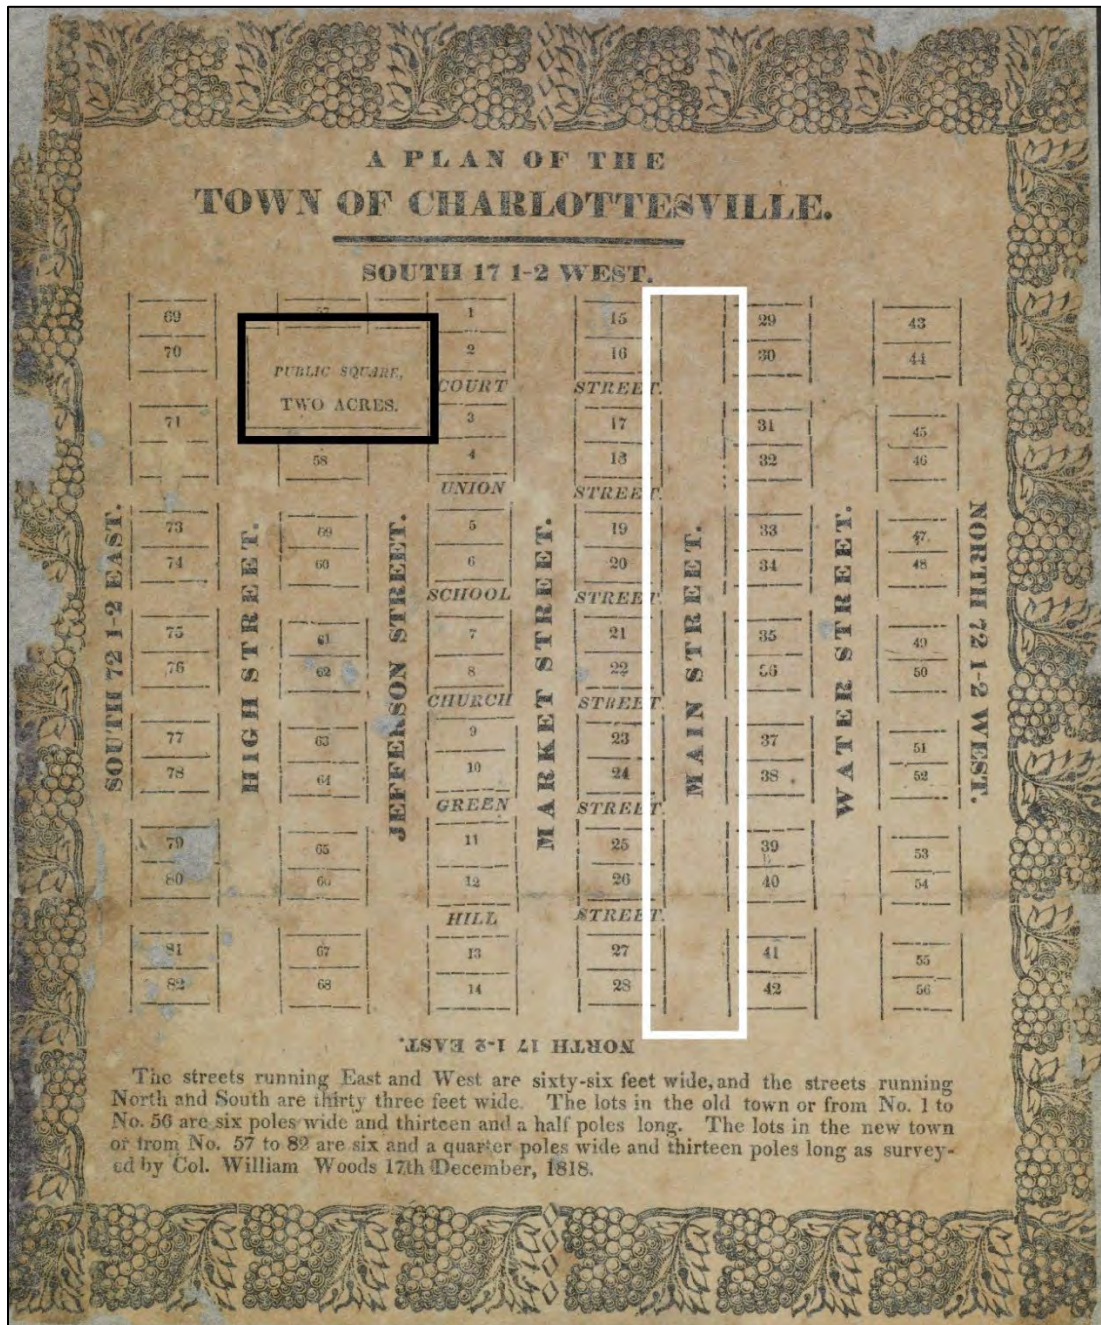 A PLAN OF THE
TOWN OF CHARLOTTESVILLE.
SOUTH 17 1-2 WEST.
69 57 1 15 29 43
70 2 16 30 44
PUBLIC SQUARE,
TWO ACRES.
COURT STREET.
71 3 17 31 45
58 4 18 32 46
UNION STREET.
73 69 5 19 33 47
74 60 6 20 34 48
SCHOOL STREET.
75 61 7 21 35 49
76 62 8 22 36 50
CHURCH STREET.
77 63 9 23 37 51
78 64 10 24 38 52
GREEN STREET.
79 65 11 25 39 53
80 66 12 26 40 54
HILL STREET.
81 67 13 27 41 55
82 68 14 28 42 56
SOUTH 72 1-2 EAST.
HIGH STREET.
JEFFERSON STREET.
MARKET STREET.
MAIN STREET.
WATER STREET.
NORTH 72 1-2 WEST.
NORTH 17 1-2 EAST.
The streets running East and West are sixty-six feet wide, and the streets running
North and South are thirty three feet wide. The lots in the old town or from No. 1 to
No. 56 are six poles wide and thirteen and a half poles long. The lots in the new town
or from No. 57 to 82 are six and a quarter poles wide and thirteen poles long as survey-
ed by Col. William Woods 17th December, 1818.